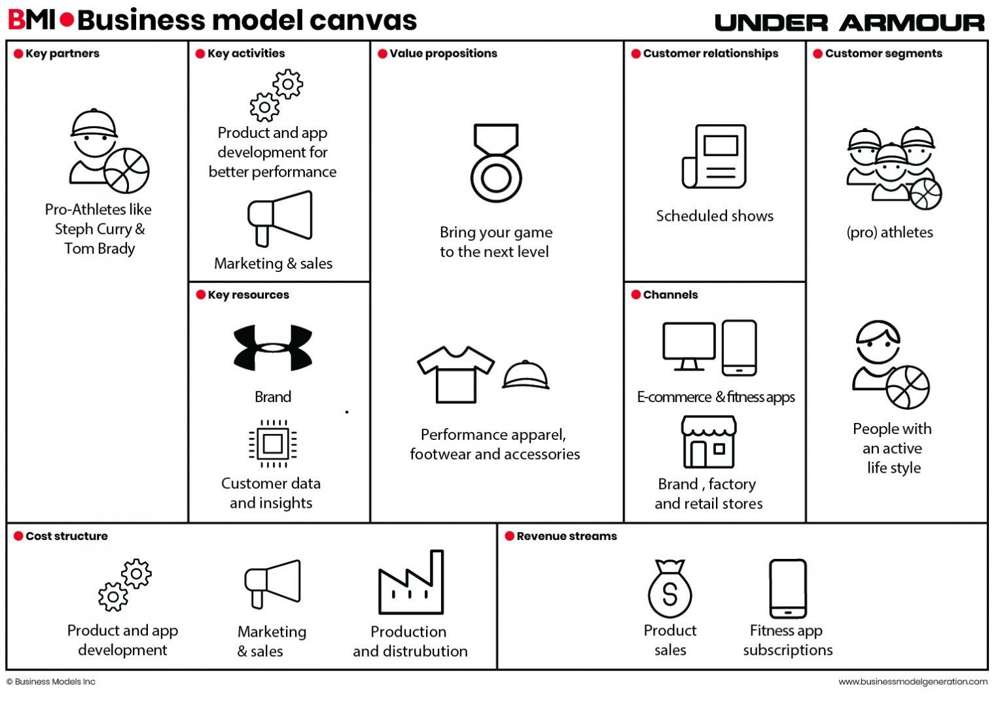 BMI Business model canvas
UNDER ARMOUR
Key partners
Pro-Athletes like
Steph Curry &
Tom Brady
Key activities
Product and app
development for
better performance
Marketing & sales
Key resources
Brand
Customer data
and insights
Value propositions
Bring your game
to the next level
Performance apparel,
footwear and accessories
Customer relationships
Scheduled shows
Channels
E-commerce & fitness apps
Brand , factory
and retail stores
Customer segments
(pro) athletes
People with
an active
life style
Cost structure
Product and app
development
Marketing
& sales
Production
and distrubution
Revenue streams
S
Product
sales
Fitness app
subscriptions
© Business Models Inc
www.businessmodelgeneration.com